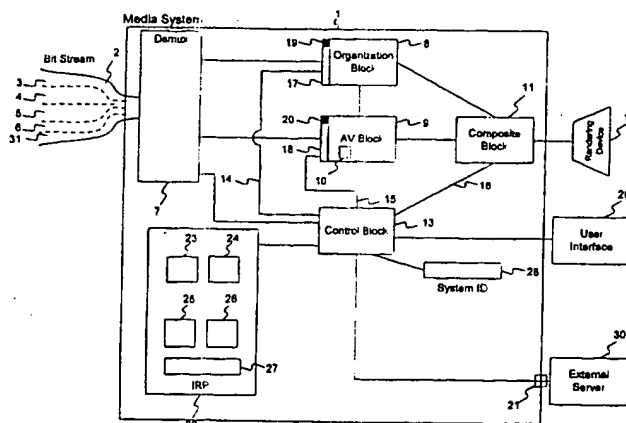 Media System
1
2
Bit Stream
3
4
5
6
31
Demux
7
19
8
Organization
Block
17
20
9
AV Block
18
10
11
Composite
Block
Rendering
Device
14
15
16
13
Control Block
User
Interface
28
System ID
23
24
25
26
27
IRP
21
30
External
Server